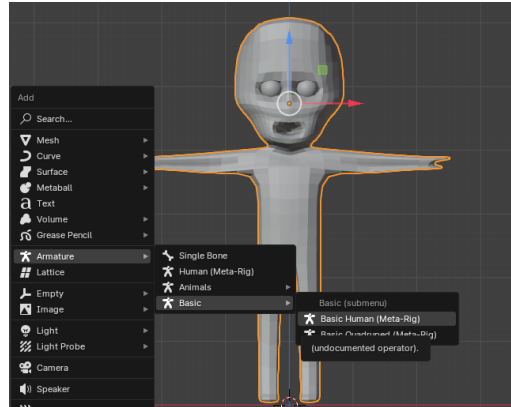 Add
Search...
Mesh
Curve
Surface
Metaball
Text
Volume
Grease Pencil
Armature
Lattice
Empty
Image
Light
Light Probe
Camera
Speaker
Single Bone
Human (Meta-Rig)
Animals
Basic
Basic (submenu)
Basic Human (Meta-Rig)
Basic Quadruped (Meta-Rig)
(undocumented operator).